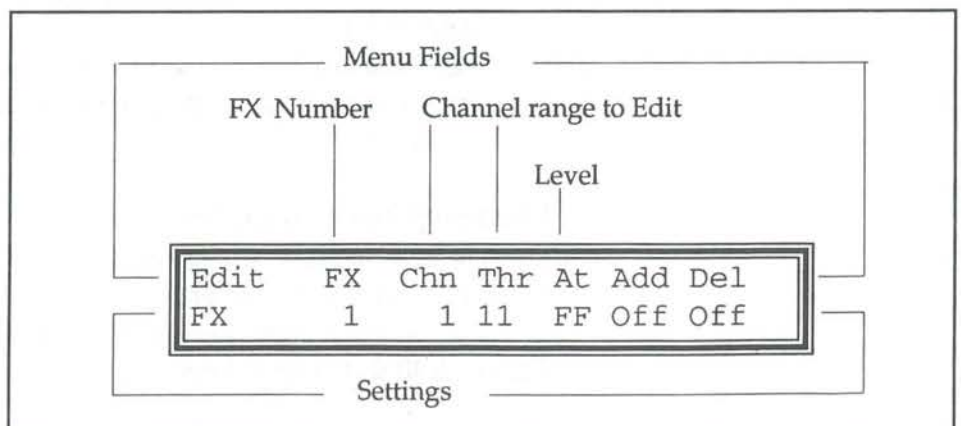 Menu Fields
FX Number Channel range to Edit
Level
Edit FX Chn Thr At Add Del
FX 1 1 11 FF Off Off
Settings